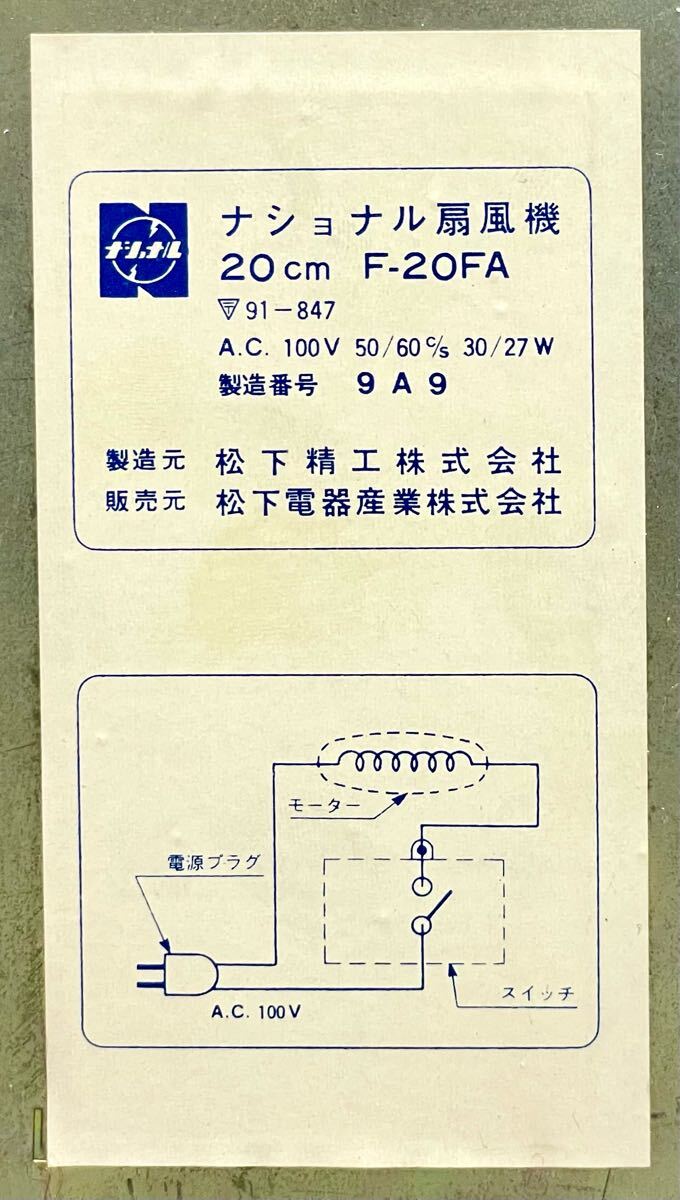 ナショナル
ナショナル扇風機
20cm F-20FA
〒91-847
A.C. 100V 50/60 c/s 30/27W
製造番号 9A9
製造元 松下精工株式会社
販売元 松下電器産業株式会社
モーター
電源プラグ
スイッチ
A.C. 100V